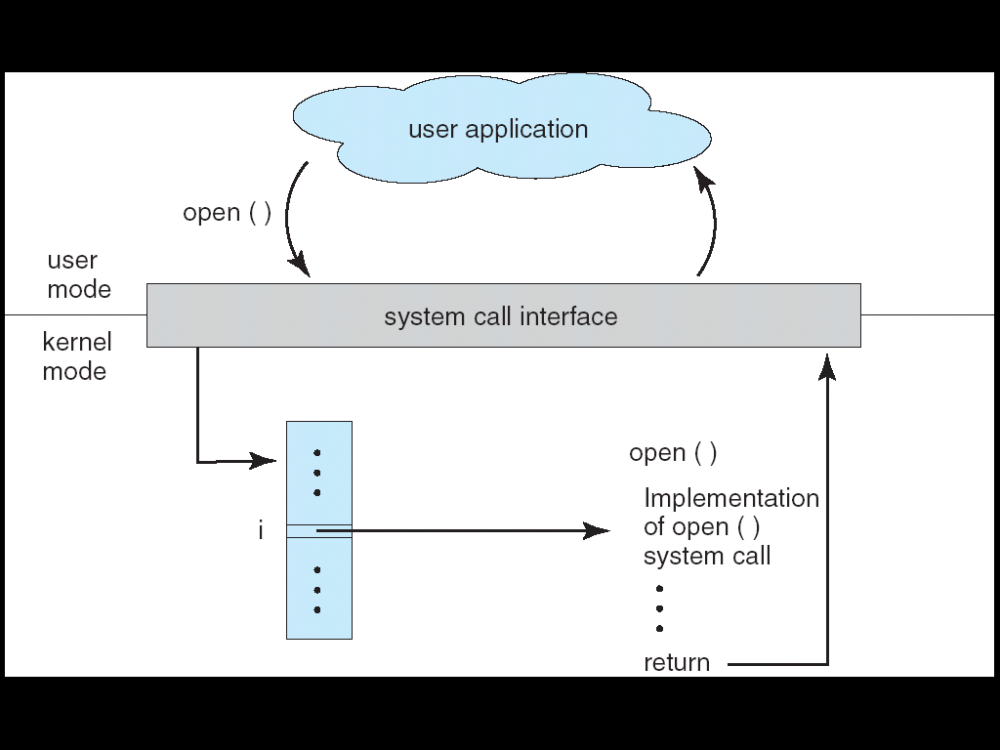 user application
open ( )
user
mode
system call interface
kernel
mode
open ( )
i
Implementation
of open ( )
system call
return